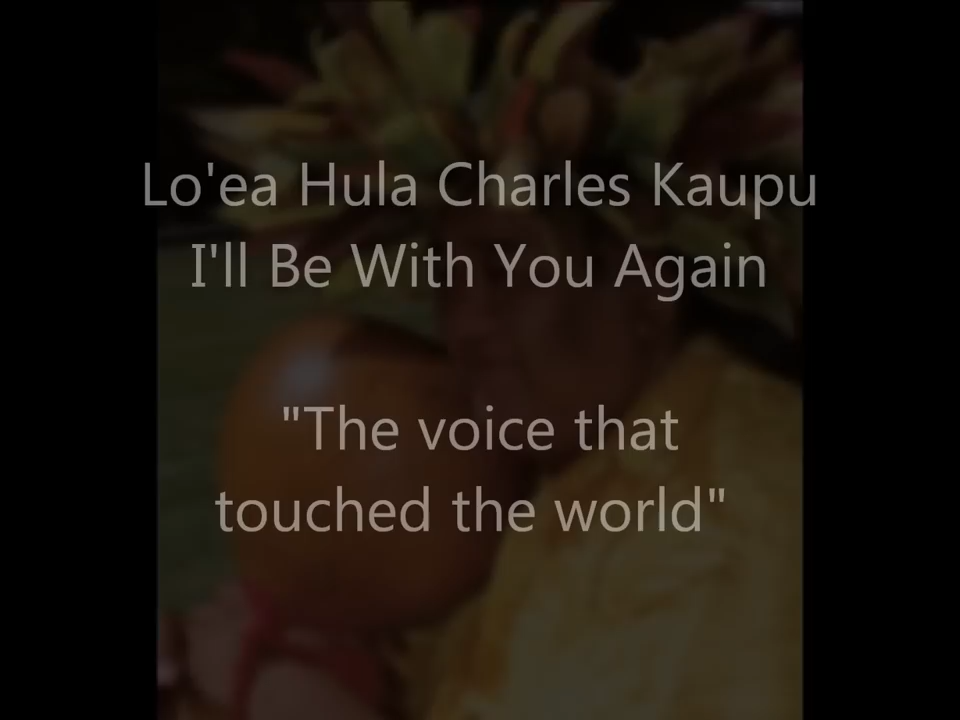 Lo'ea Hula Charles Kaupu
I'll Be With You Again
"The voice that
touched the world"